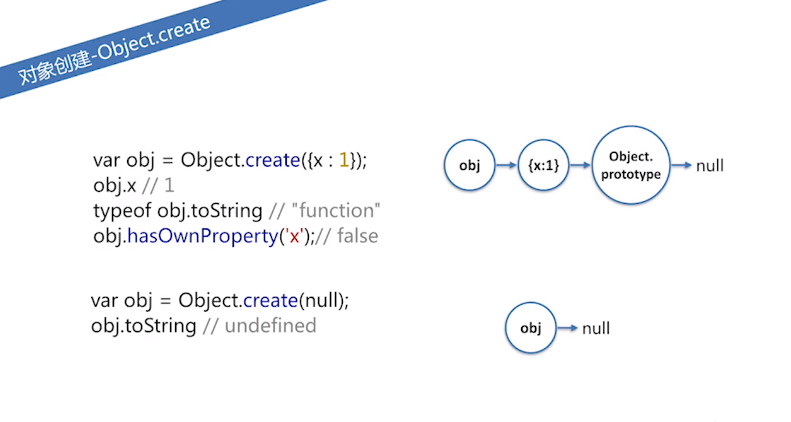 对象创建-Object.create
var obj = Object.create({x : 1});
obj.x // 1
typeof obj.toString // "function"
obj.hasOwnProperty('x');// false
obj
{x:1}
Object.
prototype
null
var obj = Object.create(null);
obj.toString // undefined
obj
null